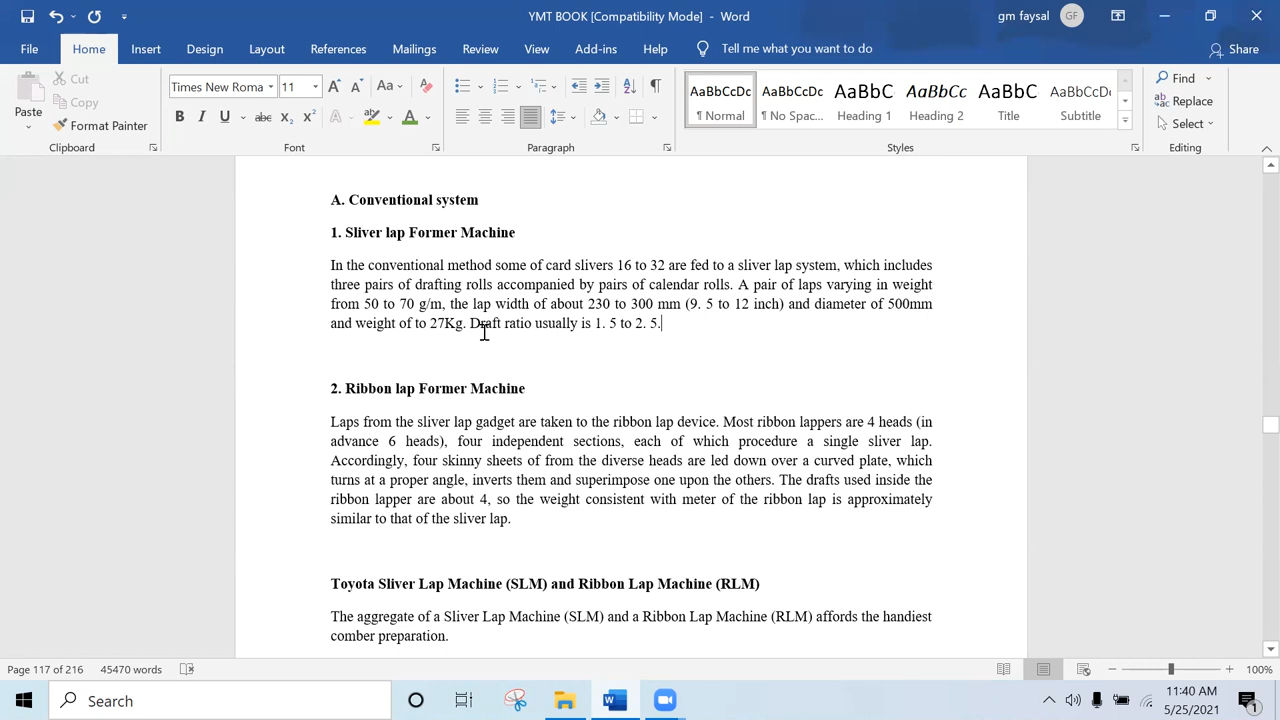 YMT BOOK [Compatibility Mode] - Word
gm faysal
GF
File Home Insert Design Layout References Mailings Review View Add-ins Help Tell me what you want to do Share
Paste
Cut
Copy
Format Painter
Clipboard
Times New Roma 11
Font
Paragraph
AaBbCcDc AaBbCcDc AaBbC AaBbCc AaBbC AaBbCcDc
¶ Normal ¶ No Spac... Heading 1 Heading 2 Title Subtitle
Styles
Find
Replace
Select
Editing
A. Conventional system
1. Sliver lap Former Machine
In the conventional method some of card slivers 16 to 32 are fed to a sliver lap system, which includes
three pairs of drafting rolls accompanied by pairs of calendar rolls. A pair of laps varying in weight
from 50 to 70 g/m, the lap width of about 230 to 300 mm (9. 5 to 12 inch) and diameter of 500mm
and weight of to 27Kg. Draft ratio usually is 1. 5 to 2. 5.
2. Ribbon lap Former Machine
Laps from the sliver lap gadget are taken to the ribbon lap device. Most ribbon lappers are 4 heads (in
advance 6 heads), four independent sections, each of which procedure a single sliver lap.
Accordingly, four skinny sheets of from the diverse heads are led down over a curved plate, which
turns at a proper angle, inverts them and superimpose one upon the others. The drafts used inside the
ribbon lapper are about 4, so the weight consistent with meter of the ribbon lap is approximately
similar to that of the sliver lap.
Toyota Sliver Lap Machine (SLM) and Ribbon Lap Machine (RLM)
The aggregate of a Sliver Lap Machine (SLM) and a Ribbon Lap Machine (RLM) affords the handiest
comber preparation.
Page 117 of 216 45470 words
100%
Search
11:40 AM
5/25/2021
1